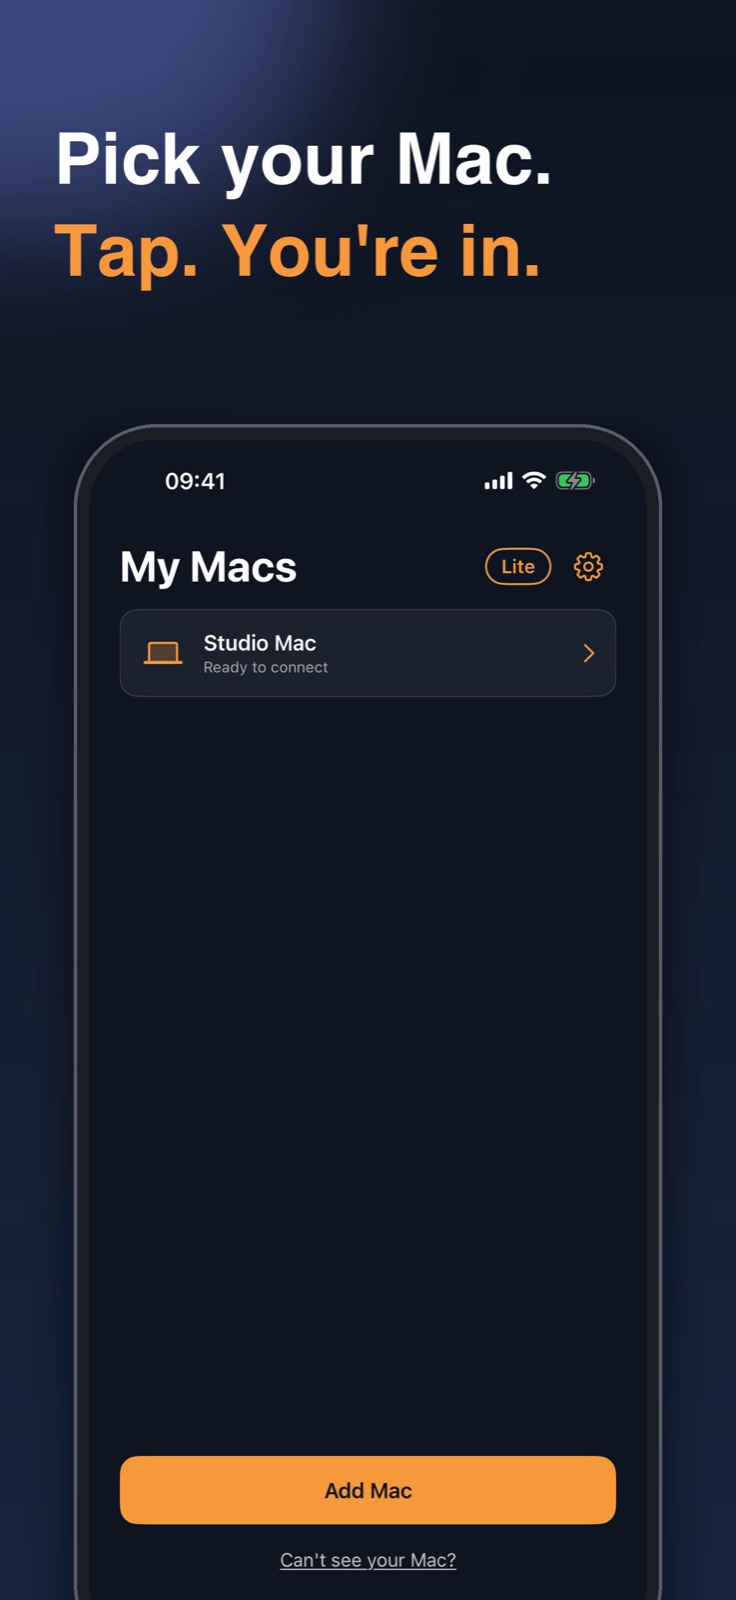 Pick your Mac.
Tap. You're in.
09:41
My Macs
Lite
Studio Mac
Ready to connect
Add Mac
Can't see your Mac?